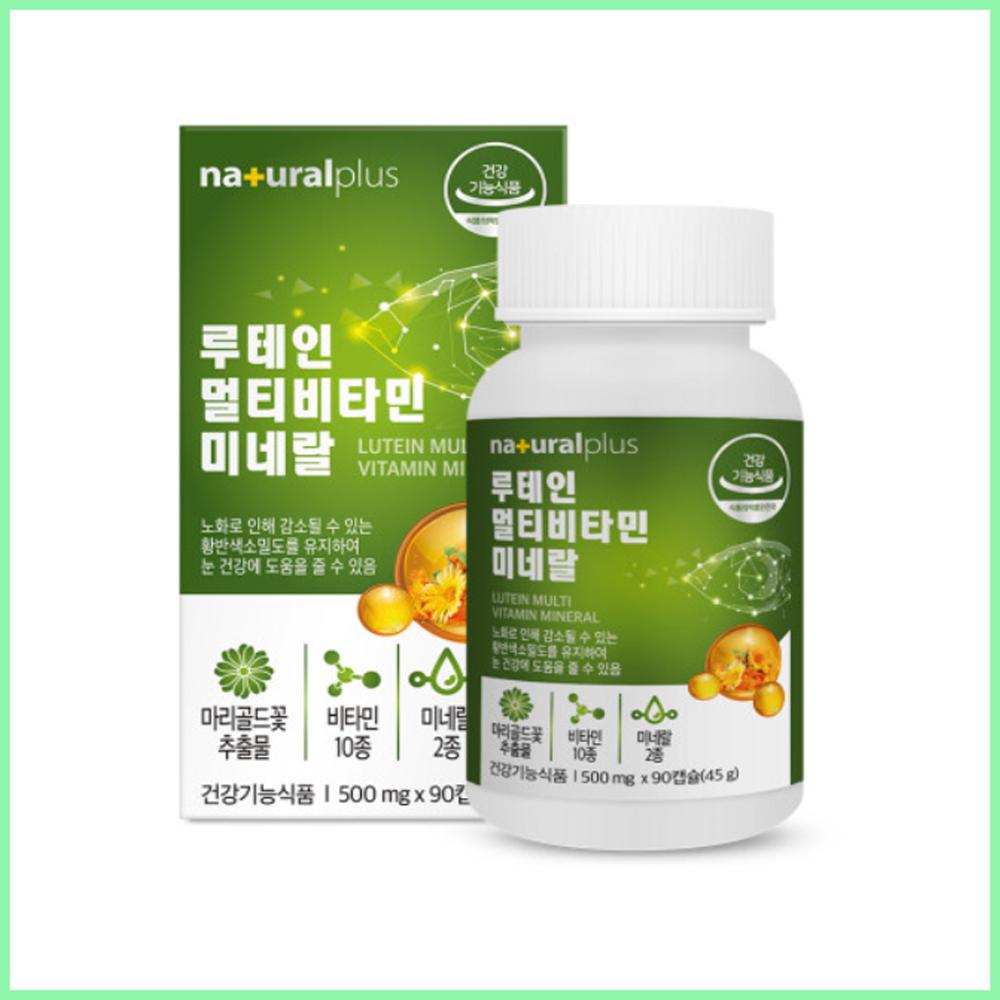 naturalplus
건강
기능식품
루테인
멀티비타민
미네랄
LUTEIN MUL
VITAMIN MI
노화로 인해 감소될 수 있는
황반색소밀도를 유지하여
눈 건강에 도움을 줄 수 있음
마리골드꽃
추출물
비타민
10종
미네랄
2종
건강기능식품 | 500 mg x 90캡
naturalplus
건강
기능식품
루테인
멀티비타민
미네랄
LUTEIN MULTI
VITAMIN MINERAL
노화로 인해 감소될 수 있는
황반색소밀도를 유지하여
눈 건강에 도움을 줄 수 있음
마리골드꽃
추출물
비타민
10종
미네랄
2종
건강기능식품 | 500 mg x 90캡슐(45 g)